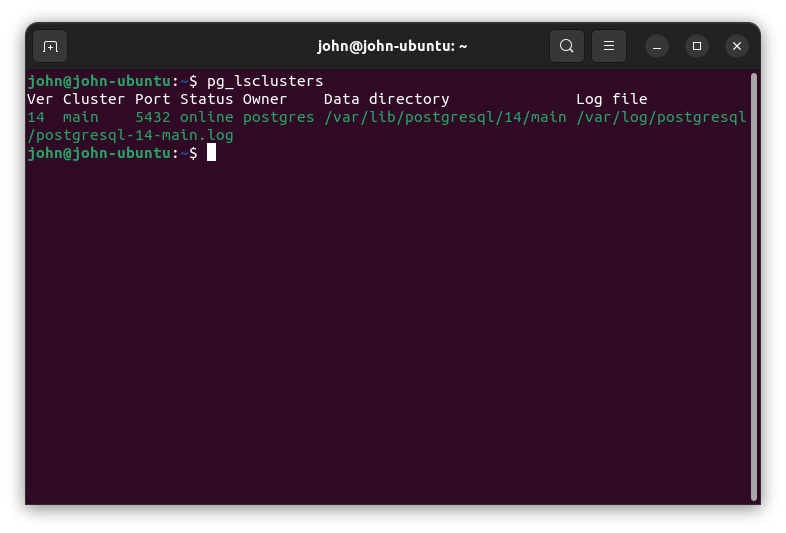 john@john-ubuntu: ~
john@john-ubuntu:~$ pg_lsclusters
Ver Cluster Port Status Owner    Data directory              Log file
14  main    5432 online postgres /var/lib/postgresql/14/main /var/log/postgresql
/postgresql-14-main.log
john@john-ubuntu:~$